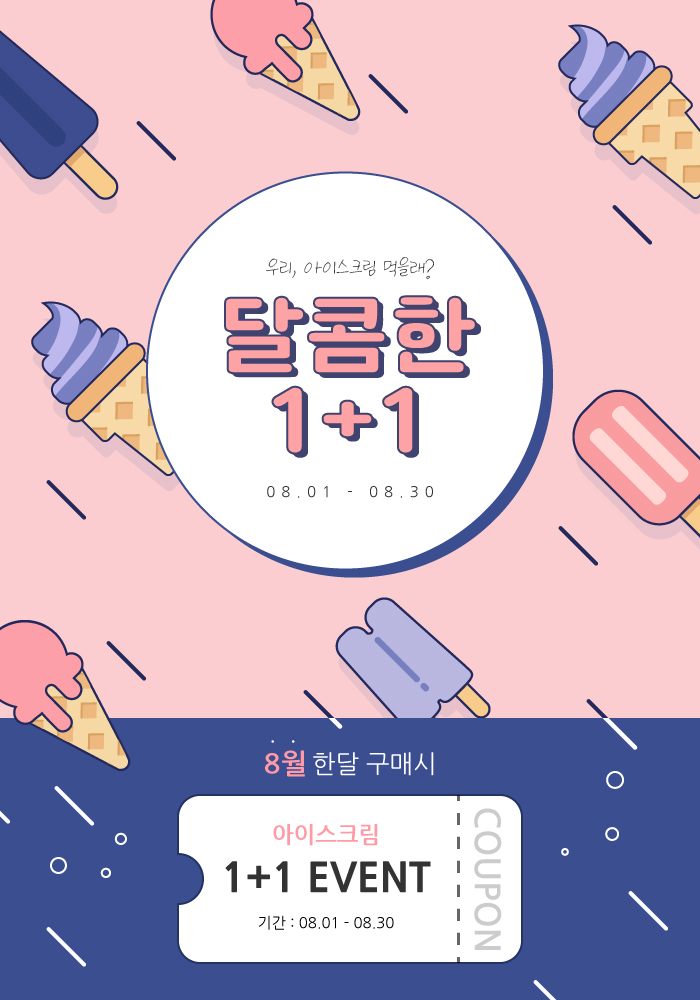 우리, 아이스크림 먹을래?
달콤한
1+1
08.01 - 08.30
8월 한달 구매시
아이스크림
1+1 EVENT
기간 : 08.01 - 08.30
COUPON